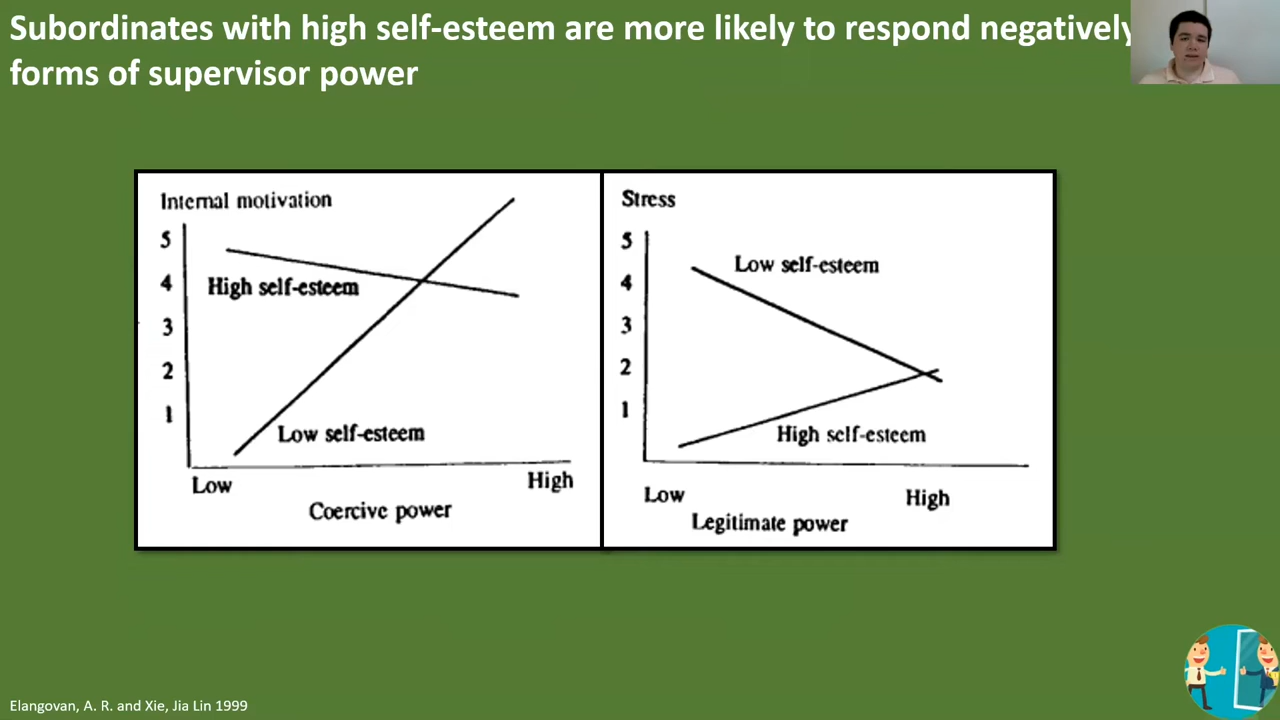 Subordinates with high self-esteem are more likely to respond negatively
forms of supervisor power
Internal motivation
5
4
3
2
1
High self-esteem
Low self-esteem
Low
High
Coercive power
Stress
5
4
3
2
1
Low self-esteem
High self-esteem
Low
High
Legitimate power
Elangovan, A. R. and Xie, Jia Lin 1999